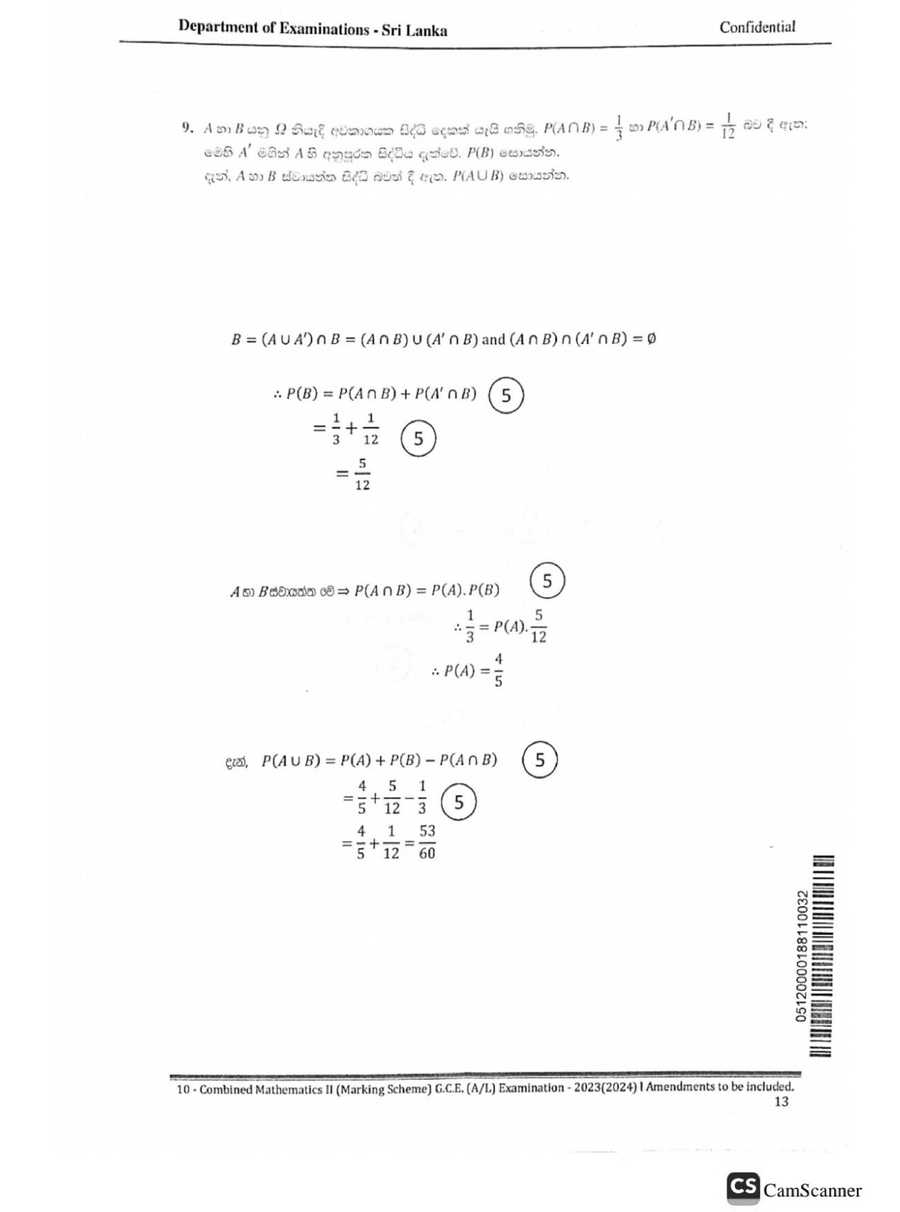 Department of Examinations - Sri Lanka Confidential
9. A හා B යනු Ω නියැදි අවකාශයක සිද්ධි දෙකක් යැයි ගනිමු. P(A∩B) = 1/3 හා P(A′∩B) = 1/12 බව දී ඇත;
මෙහි A′ මගින් A හි අනුපූරක සිද්ධිය දැක්වේ. P(B) සොයන්න.
දැන්, A හා B ස්වායත්ත සිද්ධි බවත් දී ඇත. P(A∪B) සොයන්න.
B = (A ∪ A′) ∩ B = (A ∩ B) ∪ (A′ ∩ B) and (A ∩ B) ∩ (A′ ∩ B) = ∅
∴ P(B) = P(A ∩ B) + P(A′ ∩ B) 5
= 1/3 + 1/12 5
= 5/12
A හා B ස්වායත්ත වේ ⇒ P(A ∩ B) = P(A). P(B) 5
∴ 1/3 = P(A). 5/12
∴ P(A) = 4/5
දැන්, P(A ∪ B) = P(A) + P(B) − P(A ∩ B) 5
= 4/5 + 5/12 − 1/3 5
= 4/5 + 1/12 = 53/60
05120000188110032
10 - Combined Mathematics II (Marking Scheme) G.C.E. (A/L) Examination - 2023(2024) l Amendments to be included.
13
CS CamScanner